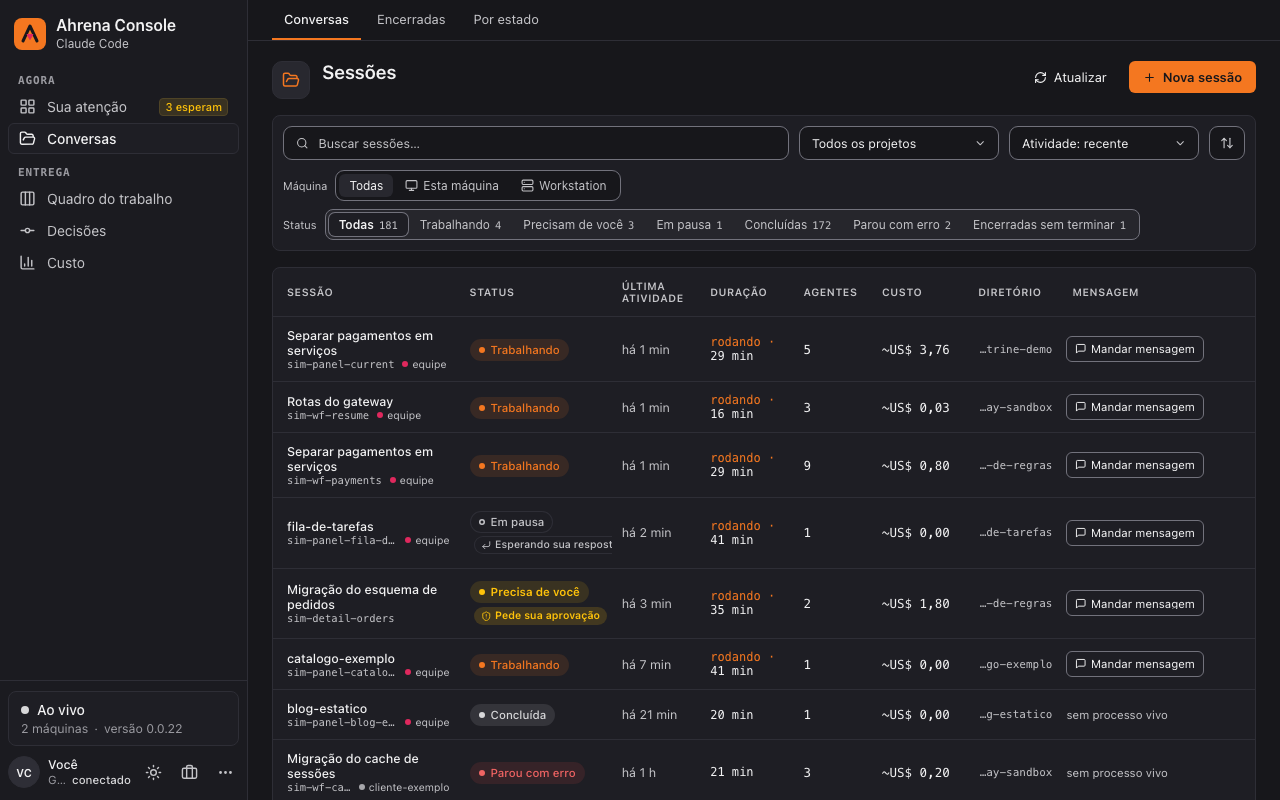 Ahrena Console
Claude Code
AGORA
Sua atenção 3 esperam
Conversas
ENTREGA
Quadro do trabalho
Decisões
Custo
Ao vivo
2 máquinas · versão 0.0.22
VC
Você
G… conectado
Conversas Encerradas Por estado
Sessões
Atualizar
Nova sessão
Buscar sessões…
Todos os projetos
Atividade: recente
Máquina Todas Esta máquina Workstation
Status Todas 181 Trabalhando 4 Precisam de você 3 Em pausa 1 Concluídas 172 Parou com erro 2 Encerradas sem terminar 1
SESSÃO STATUS ÚLTIMA ATIVIDADE DURAÇÃO AGENTES CUSTO DIRETÓRIO MENSAGEM
Separar pagamentos em serviços
sim-panel-current equipe
Trabalhando
há 1 min
rodando ·
29 min
5
~US$ 3,76
…trine-demo
Mandar mensagem
Rotas do gateway
sim-wf-resume equipe
Trabalhando
há 1 min
rodando ·
16 min
3
~US$ 0,03
…ay-sandbox
Mandar mensagem
Separar pagamentos em serviços
sim-wf-payments equipe
Trabalhando
há 1 min
rodando ·
29 min
9
~US$ 0,80
…-de-regras
Mandar mensagem
fila-de-tarefas
sim-panel-fila-d… equipe
Em pausa
Esperando sua respost
há 2 min
rodando ·
41 min
1
~US$ 0,00
…de-tarefas
Mandar mensagem
Migração do esquema de pedidos
sim-detail-orders
Precisa de você
Pede sua aprovação
há 3 min
rodando ·
35 min
2
~US$ 1,80
…-de-regras
Mandar mensagem
catalogo-exemplo
sim-panel-catalo… equipe
Trabalhando
há 7 min
rodando ·
41 min
1
~US$ 0,00
…go-exemplo
Mandar mensagem
blog-estatico
sim-panel-blog-e… equipe
Concluída
há 21 min
20 min
1
~US$ 0,00
…g-estatico
sem processo vivo
Migração do cache de sessões
sim-wf-ca… cliente-exemplo
Parou com erro
há 1 h
21 min
3
~US$ 0,20
…ay-sandbox
sem processo vivo